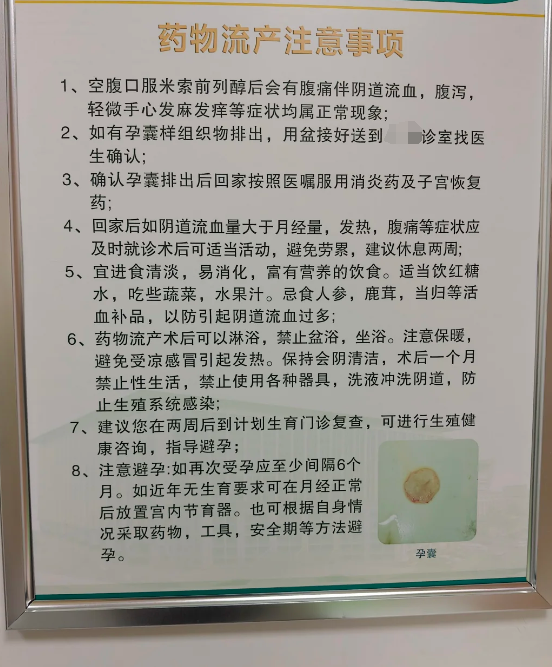 药物流产注意事项
1、空腹口服米索前列醇后会有腹痛伴阴道流血，腹泻，
轻微手心发麻发痒等症状均属正常现象;
2、如有孕囊样组织物排出，用盆接好送到 诊室找医
生确认;
3、确认孕囊排出后回家按照医嘱服用消炎药及子宫恢复
药;
4、回家后如阴道流血量大于月经量，发热，腹痛等症状应
及时就诊术后可适当活动，避免劳累，建议休息两周;
5、宜进食清淡，易消化，富有营养的饮食。适当饮红糖
水，吃些蔬菜，水果汁。忌食人参，鹿茸，当归等活
血补品，以防引起阴道流血过多;
6、药物流产术后可以淋浴，禁止盆浴，坐浴。注意保暖，
避免受凉感冒引起发热。保持会阴清洁，术后一个月
禁止性生活，禁止使用各种器具，洗液冲洗阴道，防
止生殖系统感染;
7、建议您在两周后到计划生育门诊复查，可进行生殖健
康咨询，指导避孕;
8、注意避孕:如再次受孕应至少间隔6个
月。如近年无生育要求可在月经正常
后放置宫内节育器。也可根据自身情
况采取药物，工具，安全期等方法避
孕。
孕囊